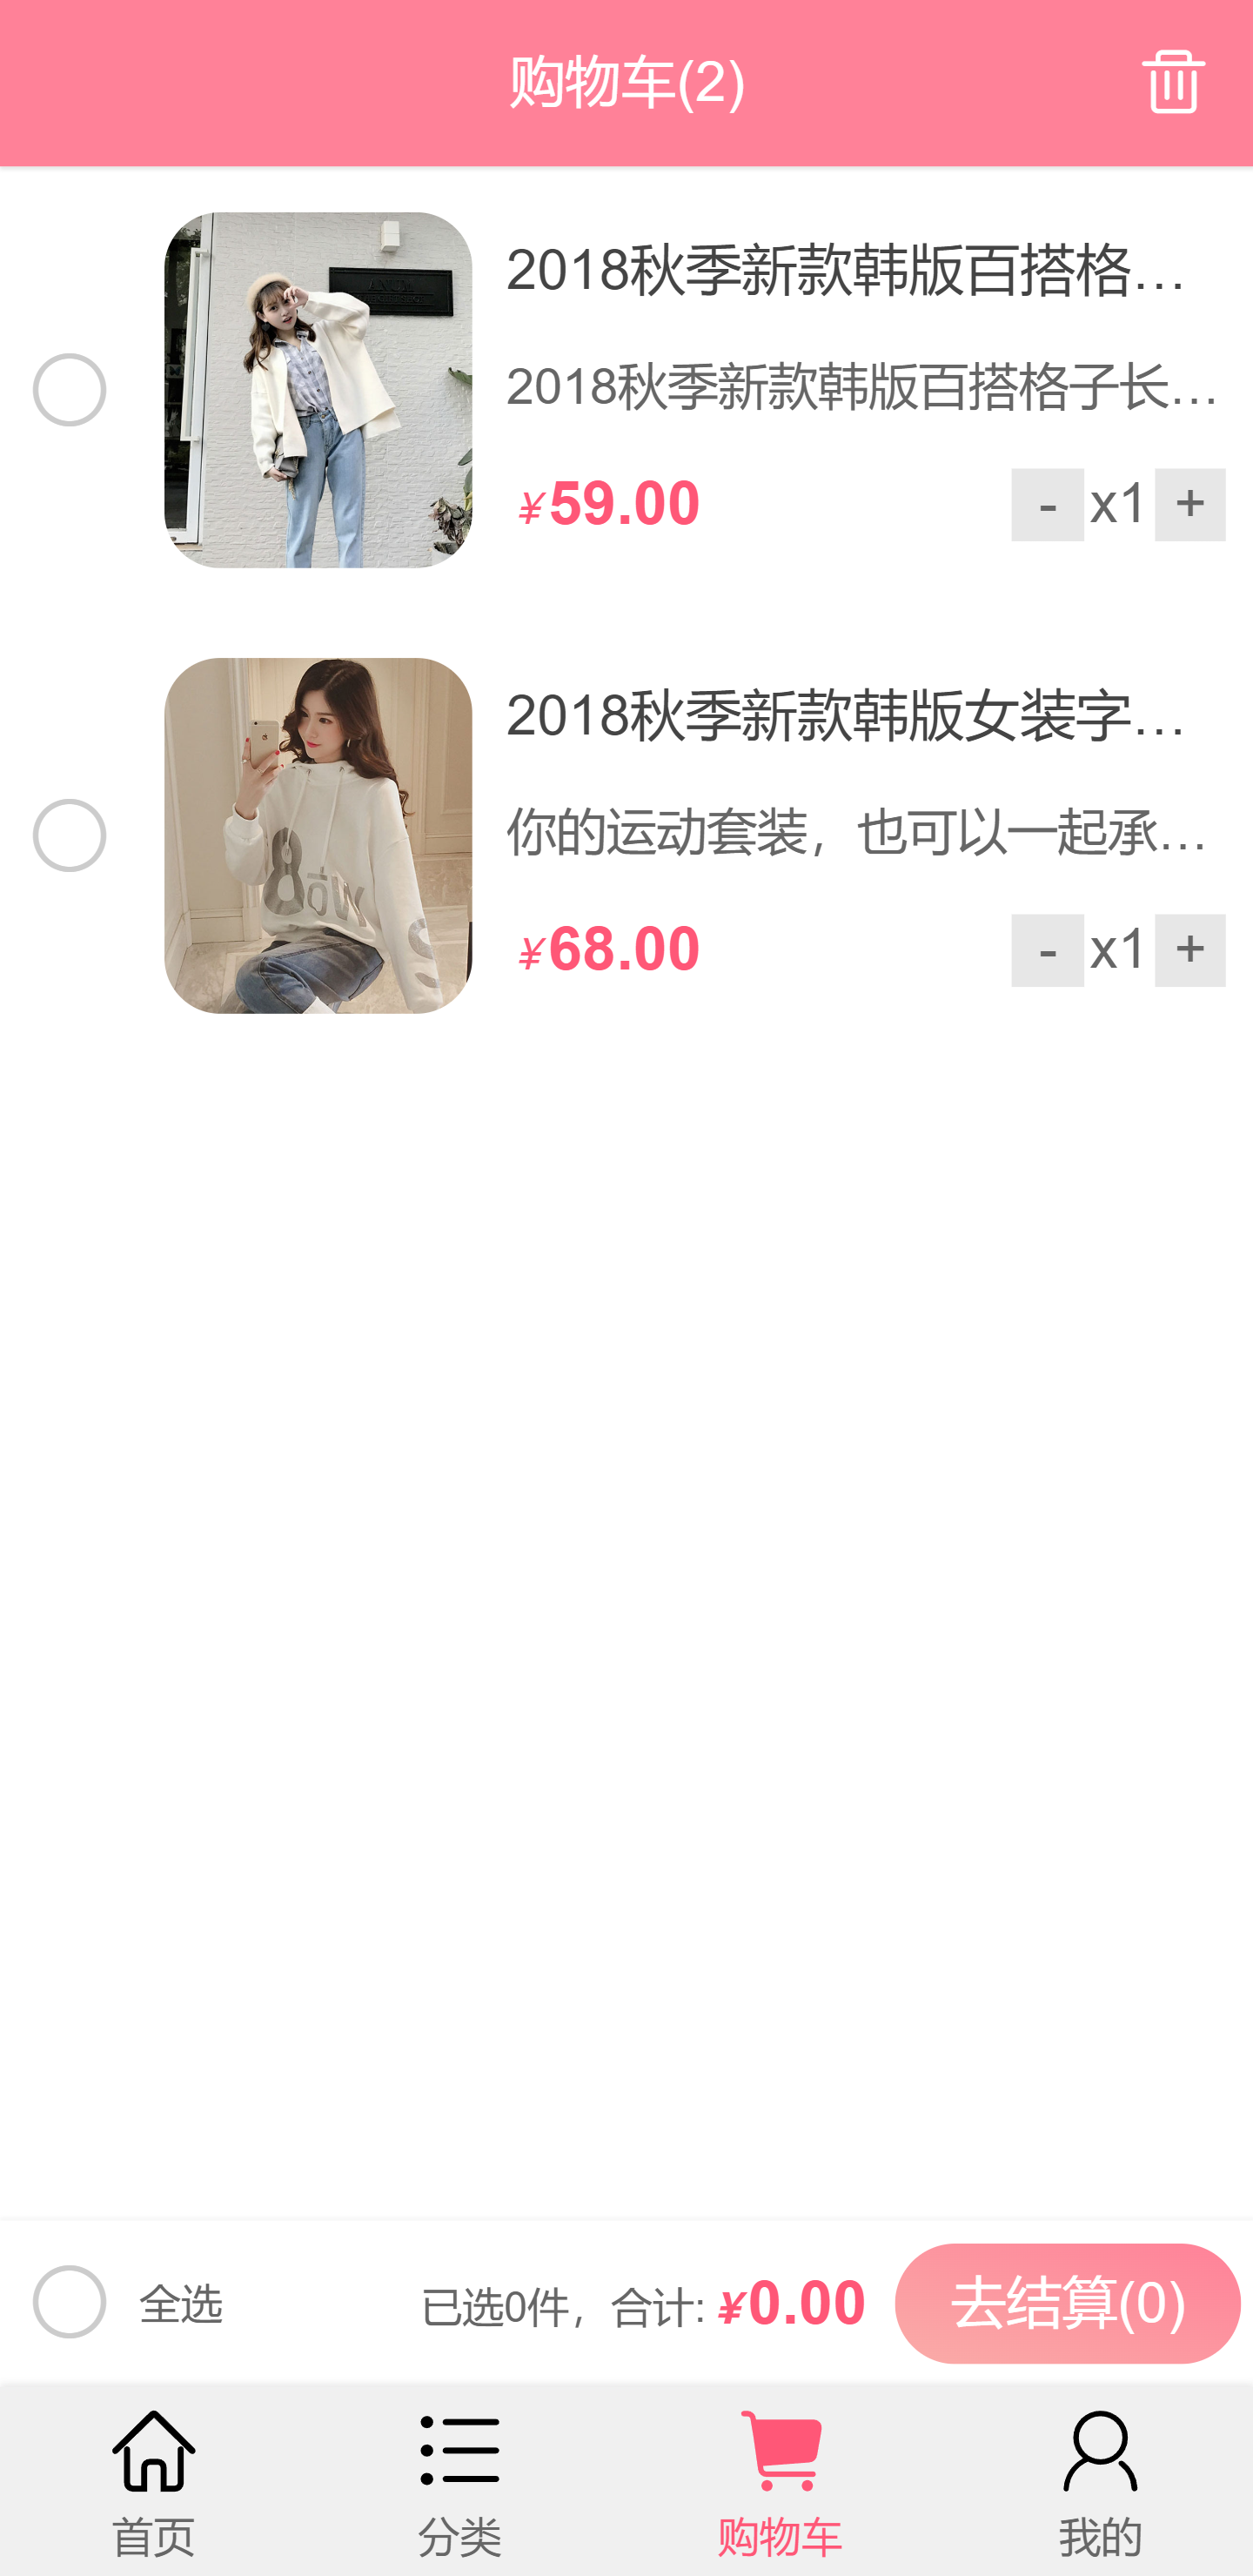 购物车(2)
2018秋季新款韩版百搭格…
2018秋季新款韩版百搭格子长…
¥59.00
- x1 +
2018秋季新款韩版女装字…
你的运动套装，也可以一起承…
¥68.00
- x1 +
全选 已选0件，合计: ¥0.00 去结算(0)
首页 分类 购物车 我的